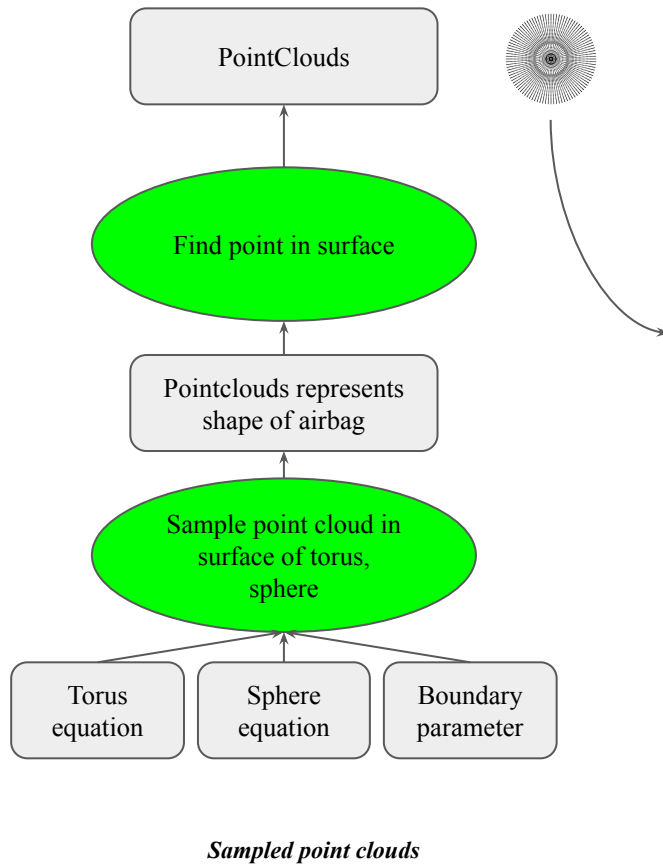 PointClouds
Find point in surface
Pointclouds represents
shape of airbag
Sample point cloud in
surface of torus,
sphere
Torus
equation
Sphere
equation
Boundary
parameter
Sampled point clouds